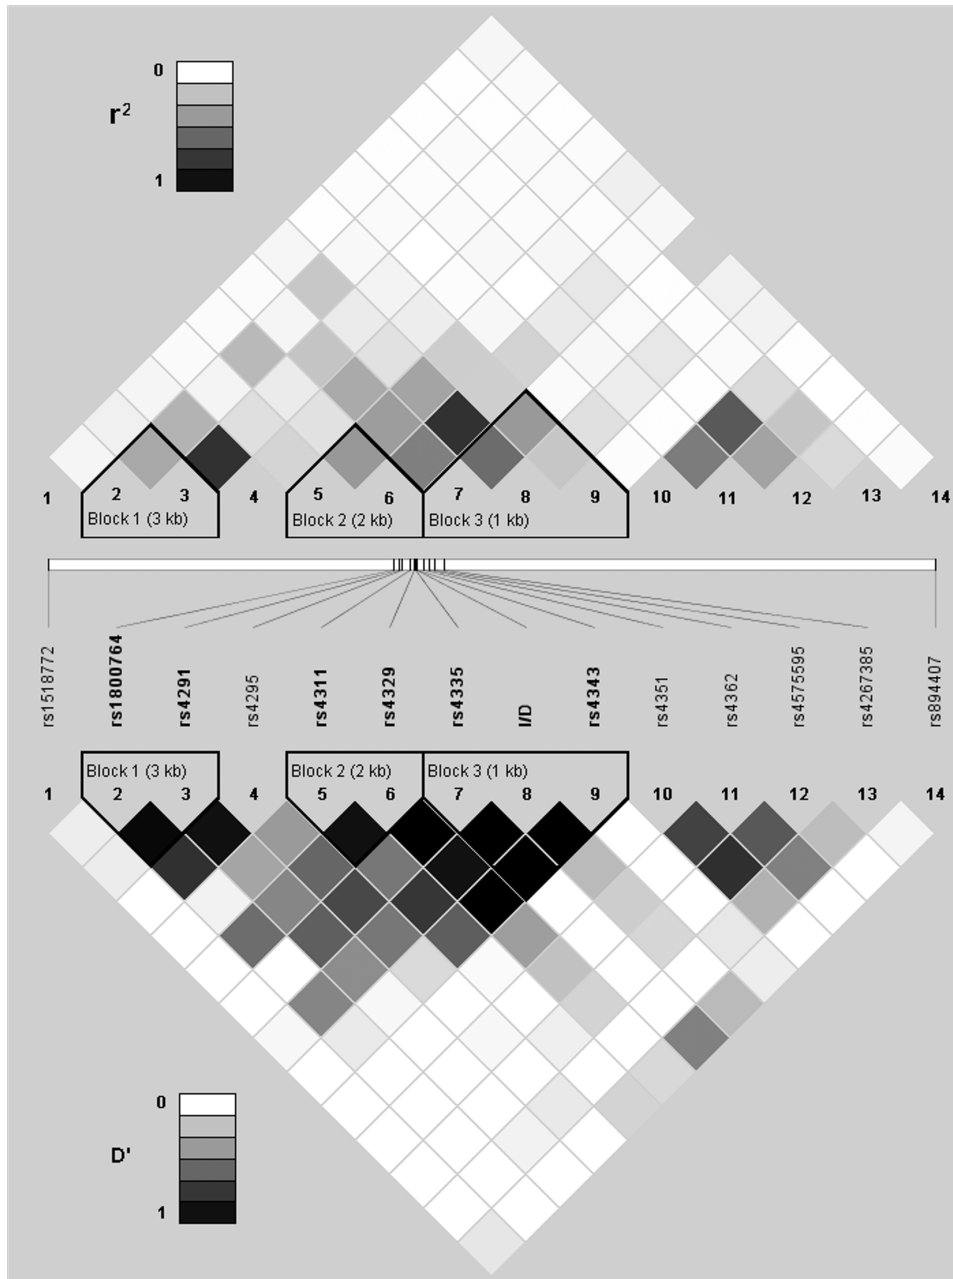 0
r²
1
1 2 3 4 5 6 7 8 9 10 11 12 13 14
Block 1 (3 kb) Block 2 (2 kb) Block 3 (1 kb)
rs1518772 rs1800764 rs4291 rs4295 rs4311 rs4329 rs4335 I/D rs4343 rs4351 rs4362 rs4575595 rs4267385 rs894407
Block 1 (3 kb) Block 2 (2 kb) Block 3 (1 kb)
1 2 3 4 5 6 7 8 9 10 11 12 13 14
0
D'
1